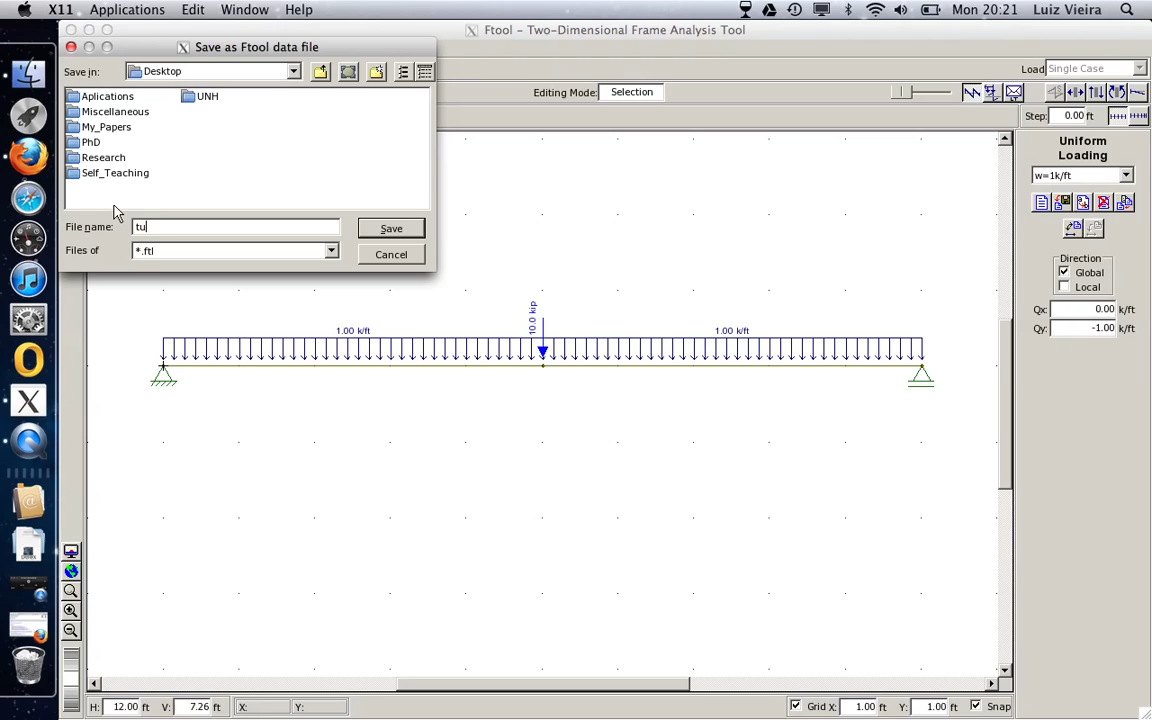 X11 Applications Edit Window Help Mon 20:21 Luiz Vieira
Ftool - Two-Dimensional Frame Analysis Tool
Save as Ftool data file
Save in: Desktop
Load Single Case
Editing Mode: Selection
Aplications UNH
Miscellaneous
My_Papers
PhD
Research
Self_Teaching
Step: 0.00 ft
Uniform
Loading
w=1k/ft
File name: tu
Save
Files of *.ftl
Cancel
Direction
Global
Local
Qx: 0.00 k/ft
Qy: -1.00 k/ft
10.0 kip
1.00 k/ft 1.00 k/ft
H: 12.00 ft V: 7.26 ft X: Y: Grid X: 1.00 ft Y: 1.00 ft Snap